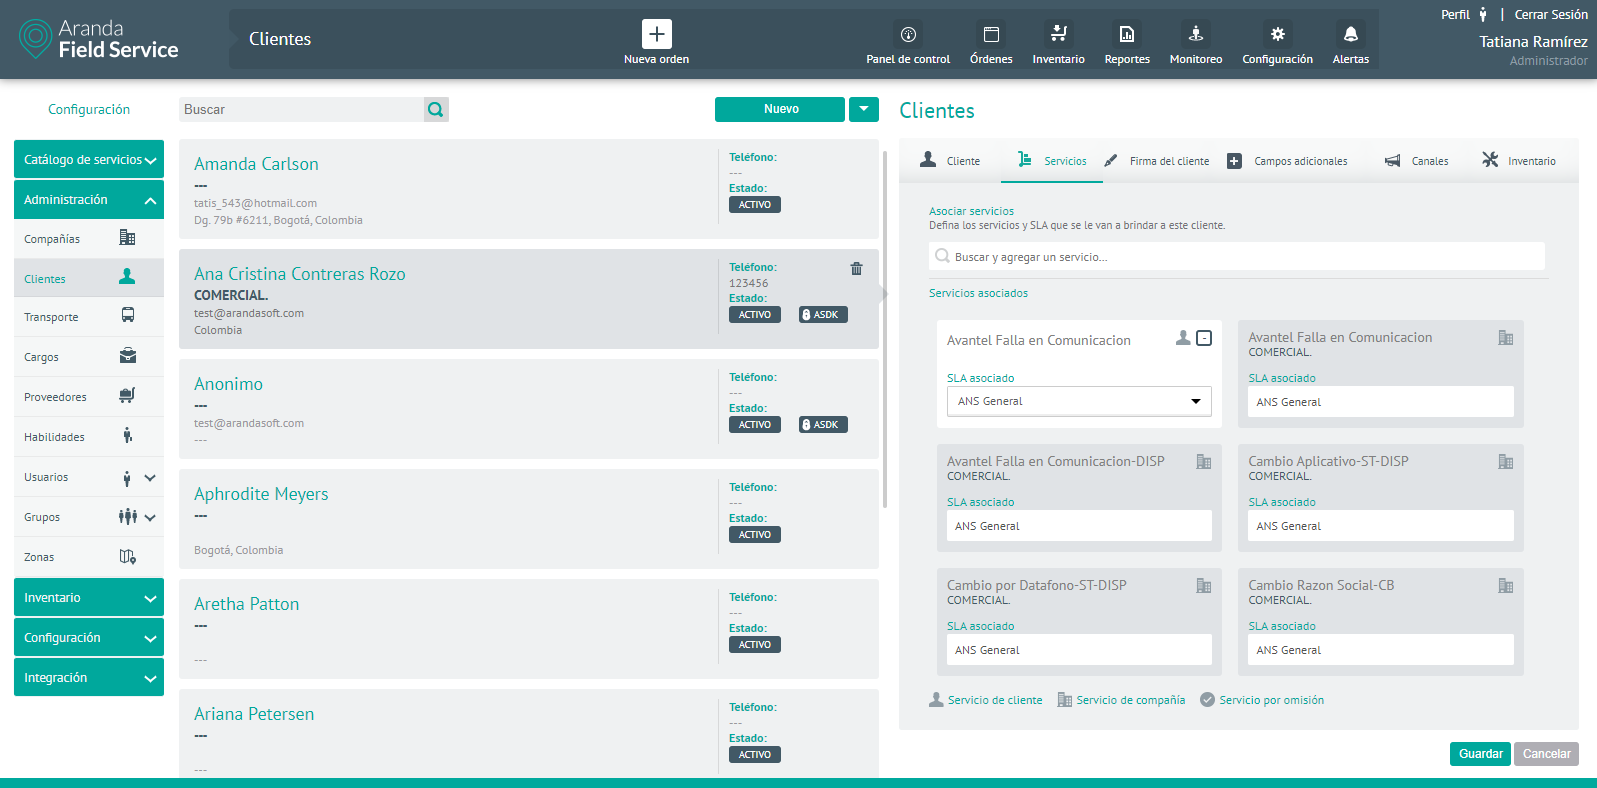 Aranda
Field Service
Clientes
Nueva orden
Panel de control
Órdenes
Inventario
Reportes
Monitoreo
Configuración
Alertas
Perfil | Cerrar Sesión
Tatiana Ramírez
Administrador
Configuración
Catálogo de servicios
Administración
Compañías
Clientes
Transporte
Cargos
Proveedores
Habilidades
Usuarios
Grupos
Zonas
Inventario
Configuración
Integración
Buscar
Nuevo
Amanda Carlson
---
tatis_543@hotmail.com
Dg. 79b #6211, Bogotá, Colombia
Teléfono:
---
Estado:
ACTIVO
Ana Cristina Contreras Rozo
COMERCIAL.
test@arandasoft.com
Colombia
Teléfono:
123456
Estado:
ACTIVO ASDK
Anonimo
---
test@arandasoft.com
---
Teléfono:
---
Estado:
ACTIVO ASDK
Aphrodite Meyers
---
Bogotá, Colombia
Teléfono:
---
Estado:
ACTIVO
Aretha Patton
---
---
Teléfono:
---
Estado:
ACTIVO
Ariana Petersen
---
---
Teléfono:
---
Estado:
ACTIVO
Clientes
Cliente
Servicios
Firma del cliente
Campos adicionales
Canales
Inventario
Asociar servicios
Defina los servicios y SLA que se le van a brindar a este cliente.
Buscar y agregar un servicio...
Servicios asociados
Avantel Falla en Comunicacion
SLA asociado
ANS General
Avantel Falla en Comunicacion
COMERCIAL.
SLA asociado
ANS General
Avantel Falla en Comunicacion-DISP
COMERCIAL.
SLA asociado
ANS General
Cambio Aplicativo-ST-DISP
COMERCIAL.
SLA asociado
ANS General
Cambio por Datafono-ST-DISP
COMERCIAL.
SLA asociado
ANS General
Cambio Razon Social-CB
COMERCIAL.
SLA asociado
ANS General
Servicio de cliente
Servicio de compañía
Servicio por omisión
Guardar
Cancelar